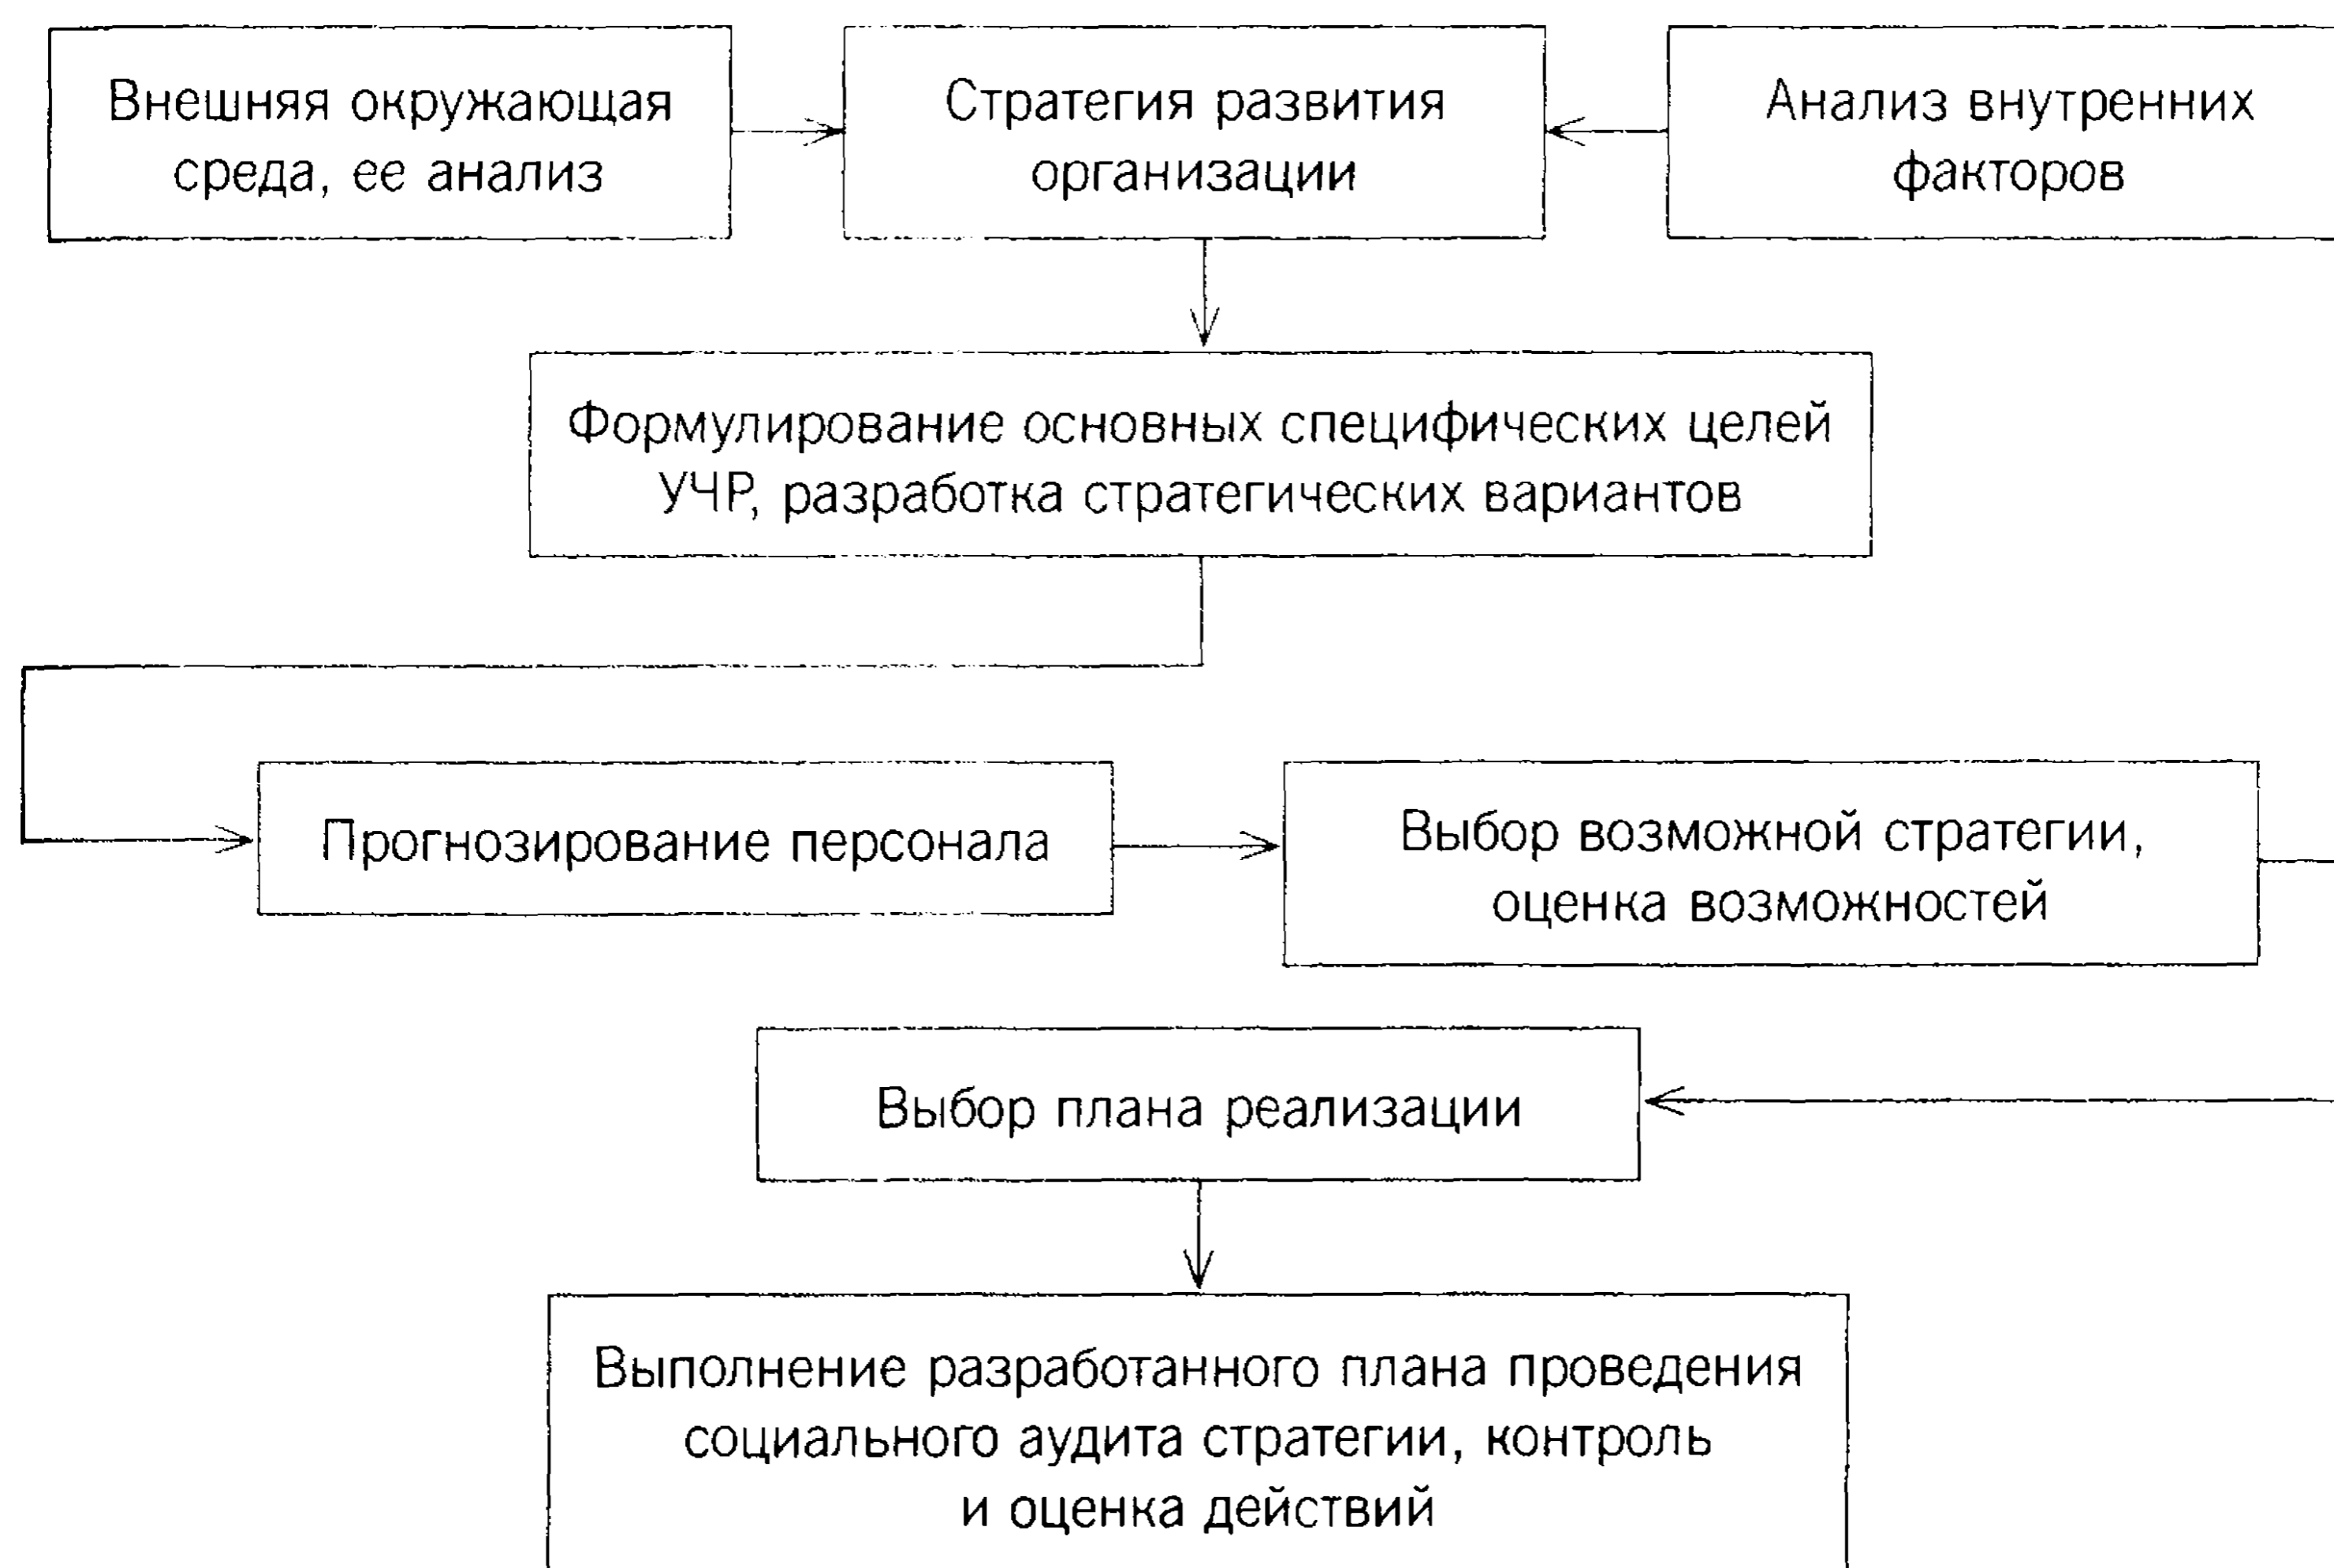 Внешняя окружающая
среда, ее анализ
Стратегия развития
организации
Анализ внутренних
факторов
Формулирование основных специфических целей
УЧР, разработка стратегических вариантов
Прогнозирование персонала
Выбор возможной стратегии,
оценка возможностей
Выбор плана реализации
Выполнение разработанного плана проведения
социального аудита стратегии, контроль
и оценка действий